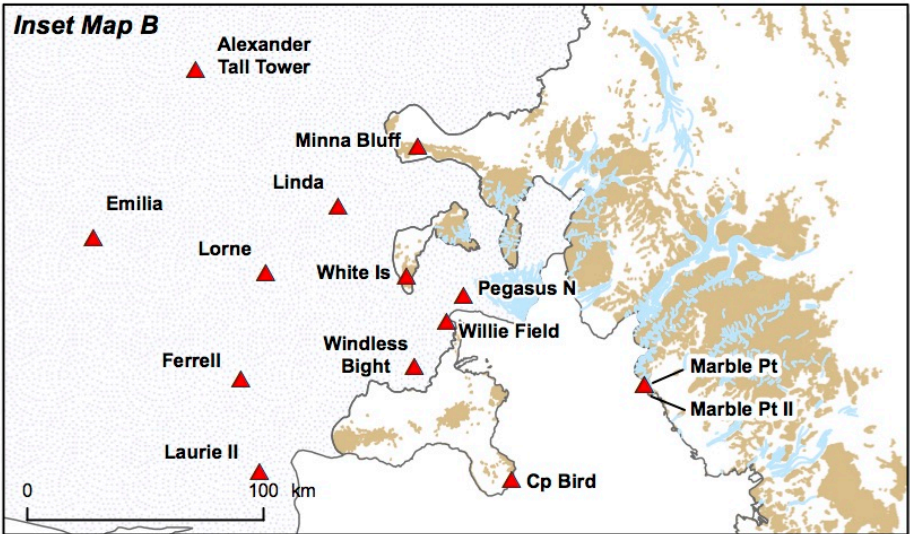 Inset Map B
Alexander
Tall Tower
Minna Bluff
Linda
Emilia
Lorne
White Is
Pegasus N
Willie Field
Windless
Bight
Ferrell
Marble Pt
Marble Pt II
Laurie II
Cp Bird
0 100 km